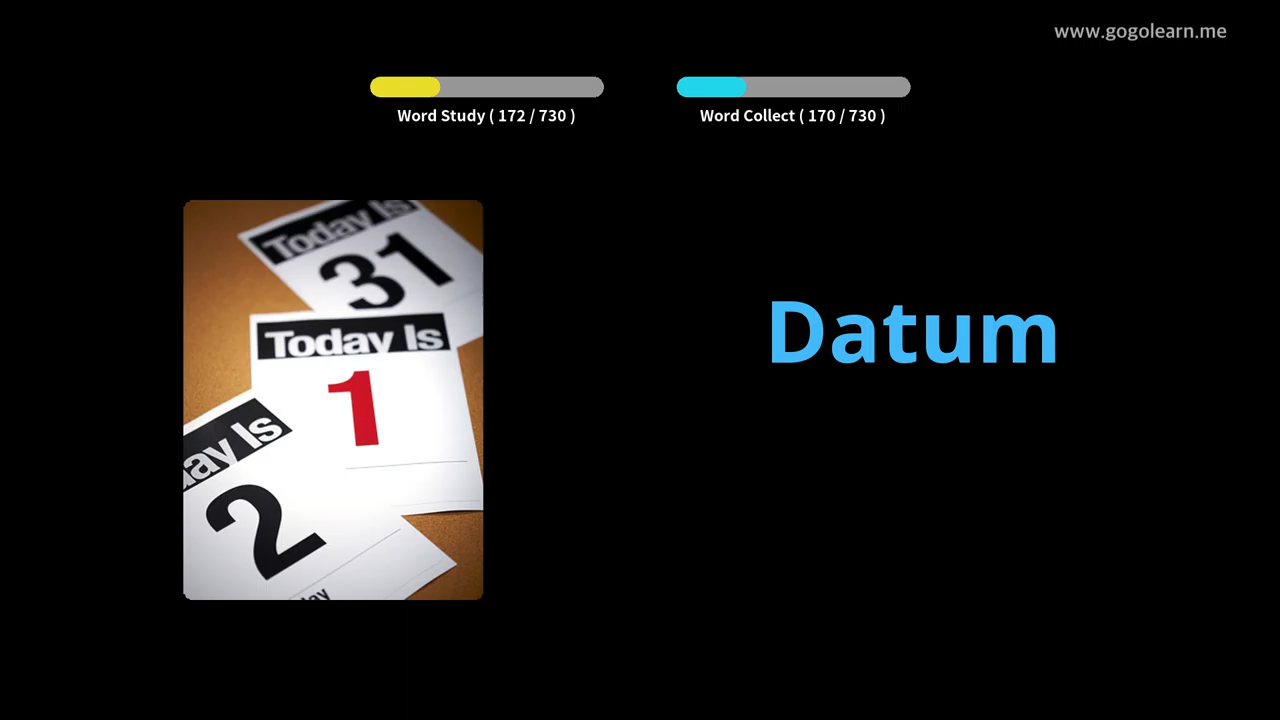 www.gogolearn.me
Word Study ( 172 / 730 )
Word Collect ( 170 / 730 )
Today Is
31
Today Is
1
ay Is
2
Datum